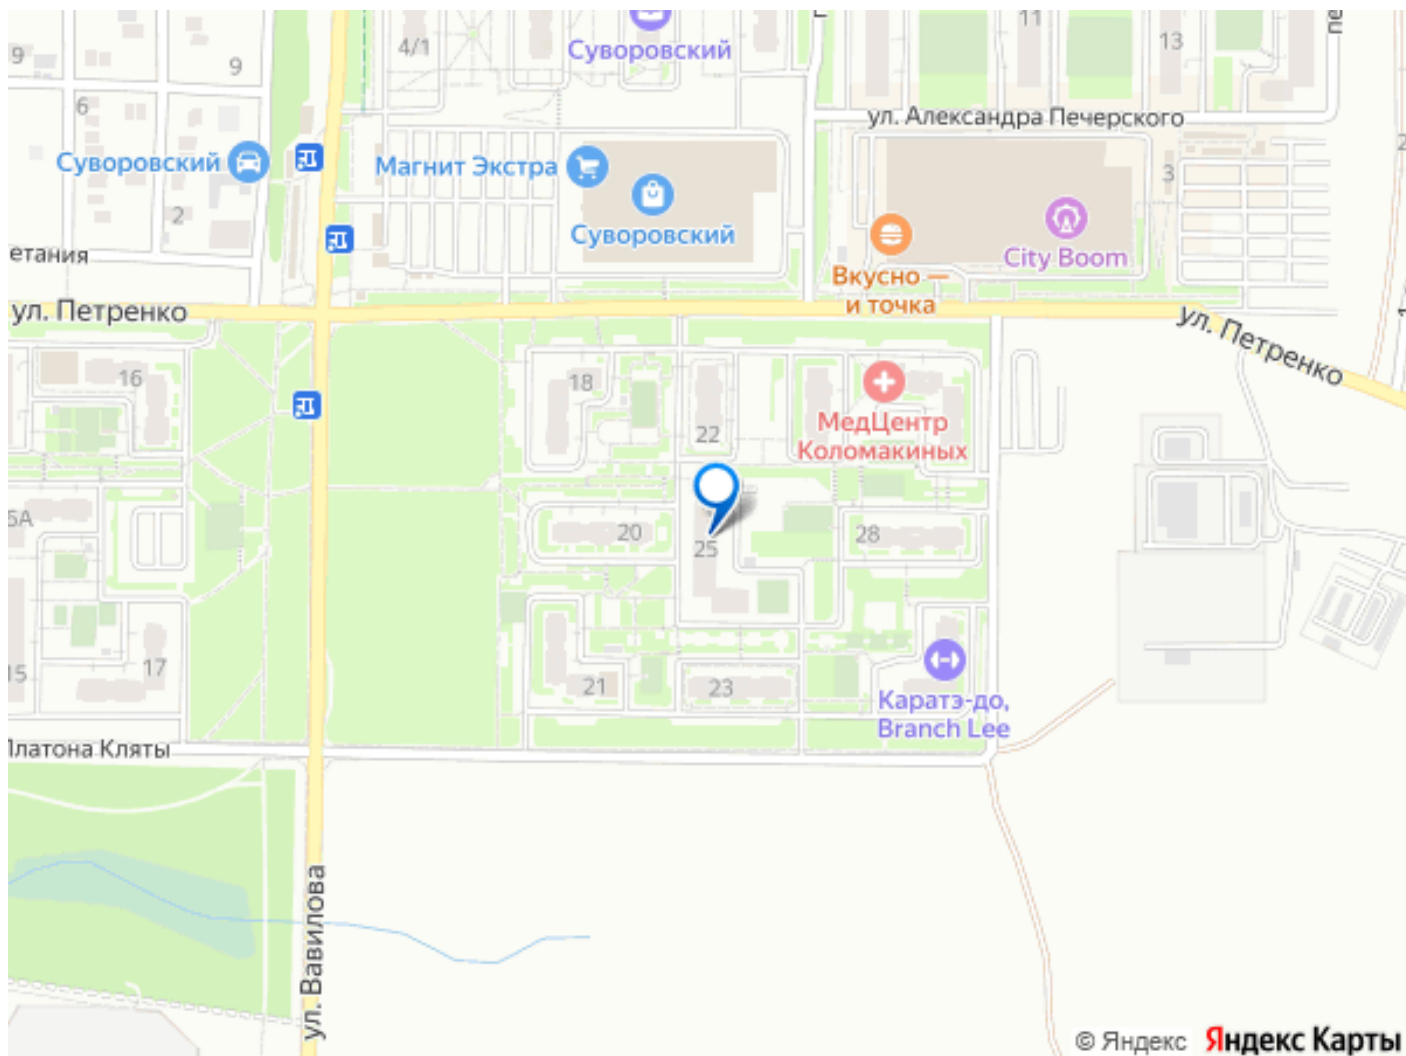 4/1
Суворовский
11
13
9
9
6
ул. Александра Печерского
Суворовский
Магнит Экстра
3
2
2
Суворовский
City Boom
етания
Вкусно —
и точка
ул. Петренко
ул. Петренко
16
18
МедЦентр
Коломакиных
22
5А
20
25
28
15
17
21
23
Каратэ-до,
Branch Lee
Платона Кляты
ул. Вавилова
© Яндекс Яндекс Карты